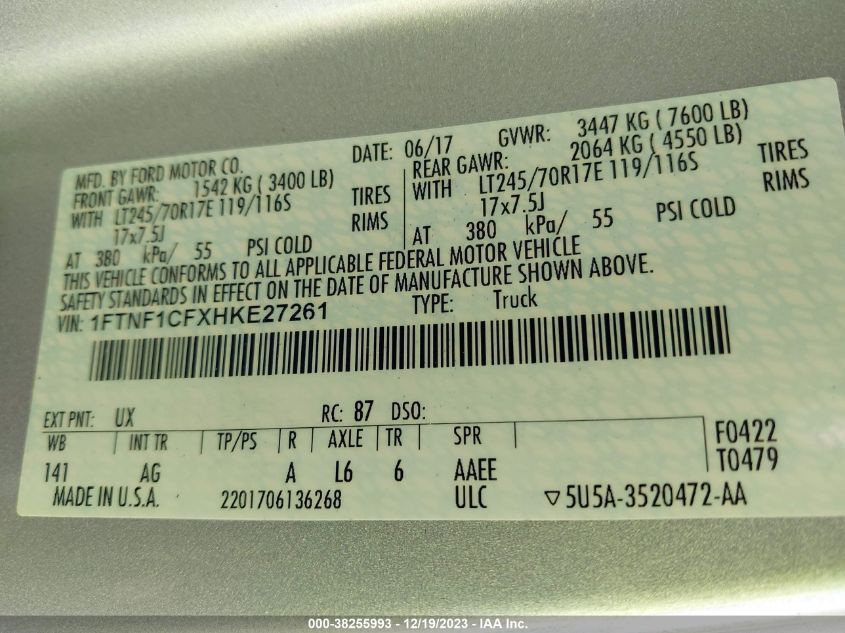 MFD. BY FORD MOTOR CO.
DATE: 06/17 GVWR: 3447 KG ( 7600 LB)
FRONT GAWR: 1542 KG ( 3400 LB)
REAR GAWR: 2064 KG ( 4550 LB)
WITH LT245/70R17E 119/116S TIRES
WITH LT245/70R17E 119/116S TIRES
17x7.5J RIMS
17x7.5J RIMS
AT 380 kPa/ 55 PSI COLD
AT 380 kPa/ 55 PSI COLD
THIS VEHICLE CONFORMS TO ALL APPLICABLE FEDERAL MOTOR VEHICLE
SAFETY STANDARDS IN EFFECT ON THE DATE OF MANUFACTURE SHOWN ABOVE.
VIN: 1FTNF1CFXHKE27261 TYPE: Truck
EXT PNT: UX RC: 87 DSO:
WB INT TR TP/PS R AXLE TR SPR F0422
141 AG A L6 6 AAEE T0479
MADE IN U.S.A. 2201706136268 ULC ▽5U5A-3520472-AA
000-38255993 - 12/19/2023 - IAA Inc.